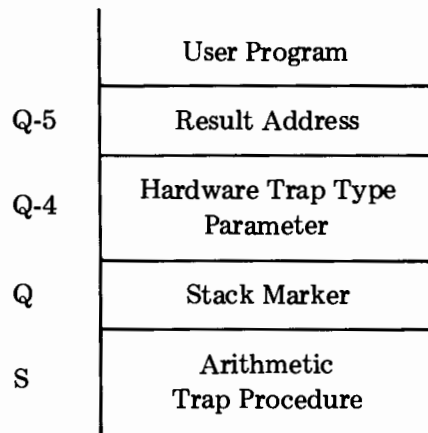 User Program
Q-5 Result Address
Q-4 Hardware Trap Type
Parameter
Q Stack Marker
S Arithmetic
Trap Procedure